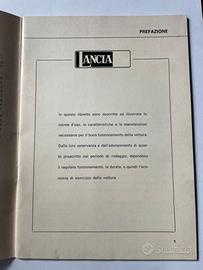 PREFAZIONE
LANCIA
In questo libretto sono descritte ed illustrate le
norme d'uso, le caratteristiche e le manutenzioni
necessarie per il buon funzionamento della vettura.
Dalla loro osservanza e dall'adempimento di quan-
to prescritto nel periodo di rodaggio, dipendono
il regolare funzionamento, la durata, e quindi l'eco-
nomia di esercizio della vettura.
1
subito